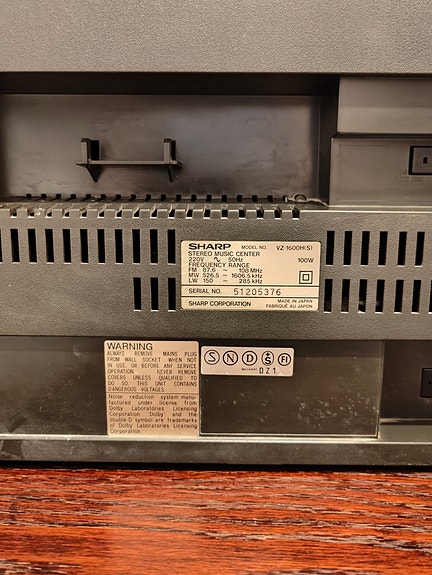 SHARP MODEL NO. VZ-1600H(S)
STEREO MUSIC CENTER
220V ∿ 50Hz 100W
FREQUENCY RANGE
FM 87.6 ~ 108 MHz
MW 526.5 ~ 1606.5 kHz
LW 150 ~ 285 kHz
SERIAL NO. 51205376
SHARP CORPORATION MADE IN JAPAN
FABRIQUÉ AU JAPON
WARNING
ALWAYS REMOVE MAINS PLUG
FROM WALL SOCKET WHEN NOT
IN USE, OR BEFORE ANY SERVICE
OPERATION. NEVER REMOVE
COVERS UNLESS QUALIFIED TO
DO SO; THIS UNIT CONTAINS
DANGEROUS VOLTAGES.
Noise reduction system manu-
factured under license from
Dolby Laboratories Licensing
Corporation. Dolby and the
double-D symbol are trademarks
of Dolby Laboratories Licensing
Corporation.
S N D S FI
SHARP DZ1